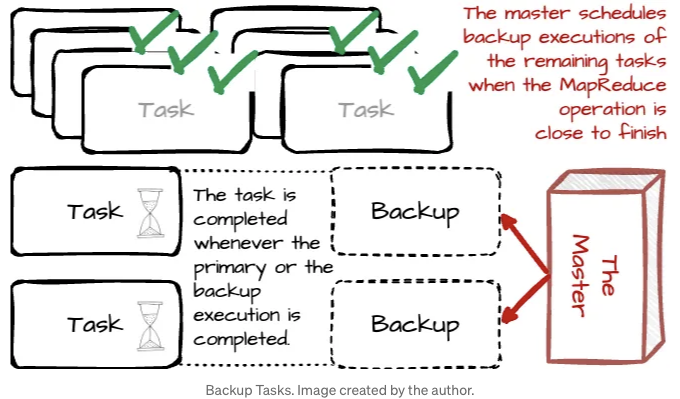 The master schedules
backup executions of
the remaining tasks
when the MapReduce
operation is
close to finish
Task
Task
Task
The task is
completed
whenever the
primary or the
backup
execution is
completed.
Backup
The
Master
Task
Backup
Backup Tasks. Image created by the author.